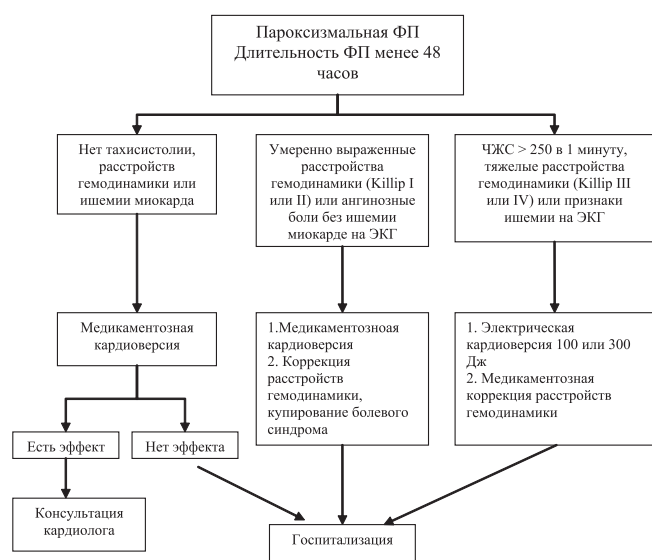 Пароксизмальная ФП
Длительность ФП менее 48
часов
Нет тахисистолии,
расстройств
гемодинамики или
ишемии миокарда
Умеренно выраженные
расстройства
гемодинамики (Killip I
или II) или ангинозные
боли без ишемии
миокарде на ЭКГ
ЧЖС > 250 в 1 минуту,
тяжелые расстройства
гемодинамики (Killip III
или IV) или признаки
ишемии на ЭКГ
Медикаментозная
кардиоверсия
1.Медикаментозноая
кардиоверсия
2. Коррекция
расстройств
гемодинамики,
купирование болевого
синдрома
1. Электрическая
кардиоверсия 100 или 300
Дж
2. Медикаментозная
коррекция расстройств
гемодинамики
Есть эффект
Нет эффекта
Консультация
кардиолога
Госпитализация